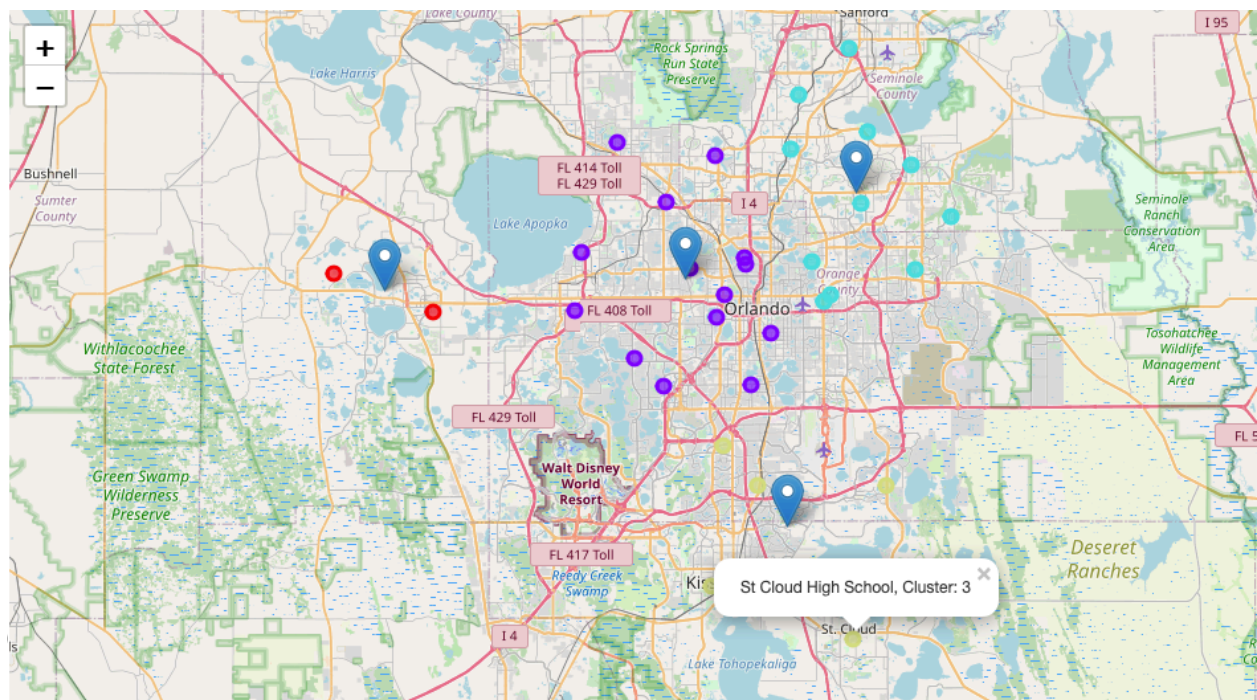 Lake County
Sanford
I 95
+
−
Lake Harris
Rock Springs
Run State
Preserve
Seminole
County
Bushnell
Sumter
County
FL 414 Toll
FL 429 Toll
I 4
Lake Apopka
Seminole
Ranch
Conservation
Area
Orange
County
FL 408 Toll
Orlando
Withlacoochee
State Forest
Tosohatchee
Wildlife
Management
Area
FL 429 Toll
FL 5
Walt Disney
World
Resort
Green Swamp
Wilderness
Preserve
FL 417 Toll
Reedy Creek
Swamp
Deseret
Ranches
Kis
St Cloud High School, Cluster: 3
×
St. Cloud
I 4
ls
Lake Tohopekaliga